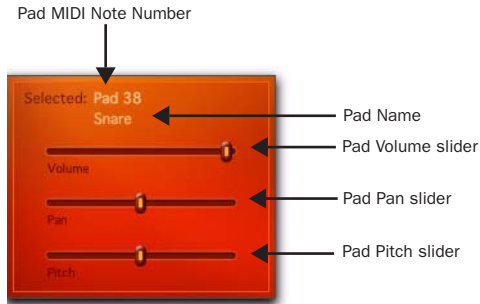 Pad MIDI Note Number
Selected: Pad 38
Snare
Pad Name
Pad Volume slider
Volume
Pad Pan slider
Pan
Pad Pitch slider
Pitch